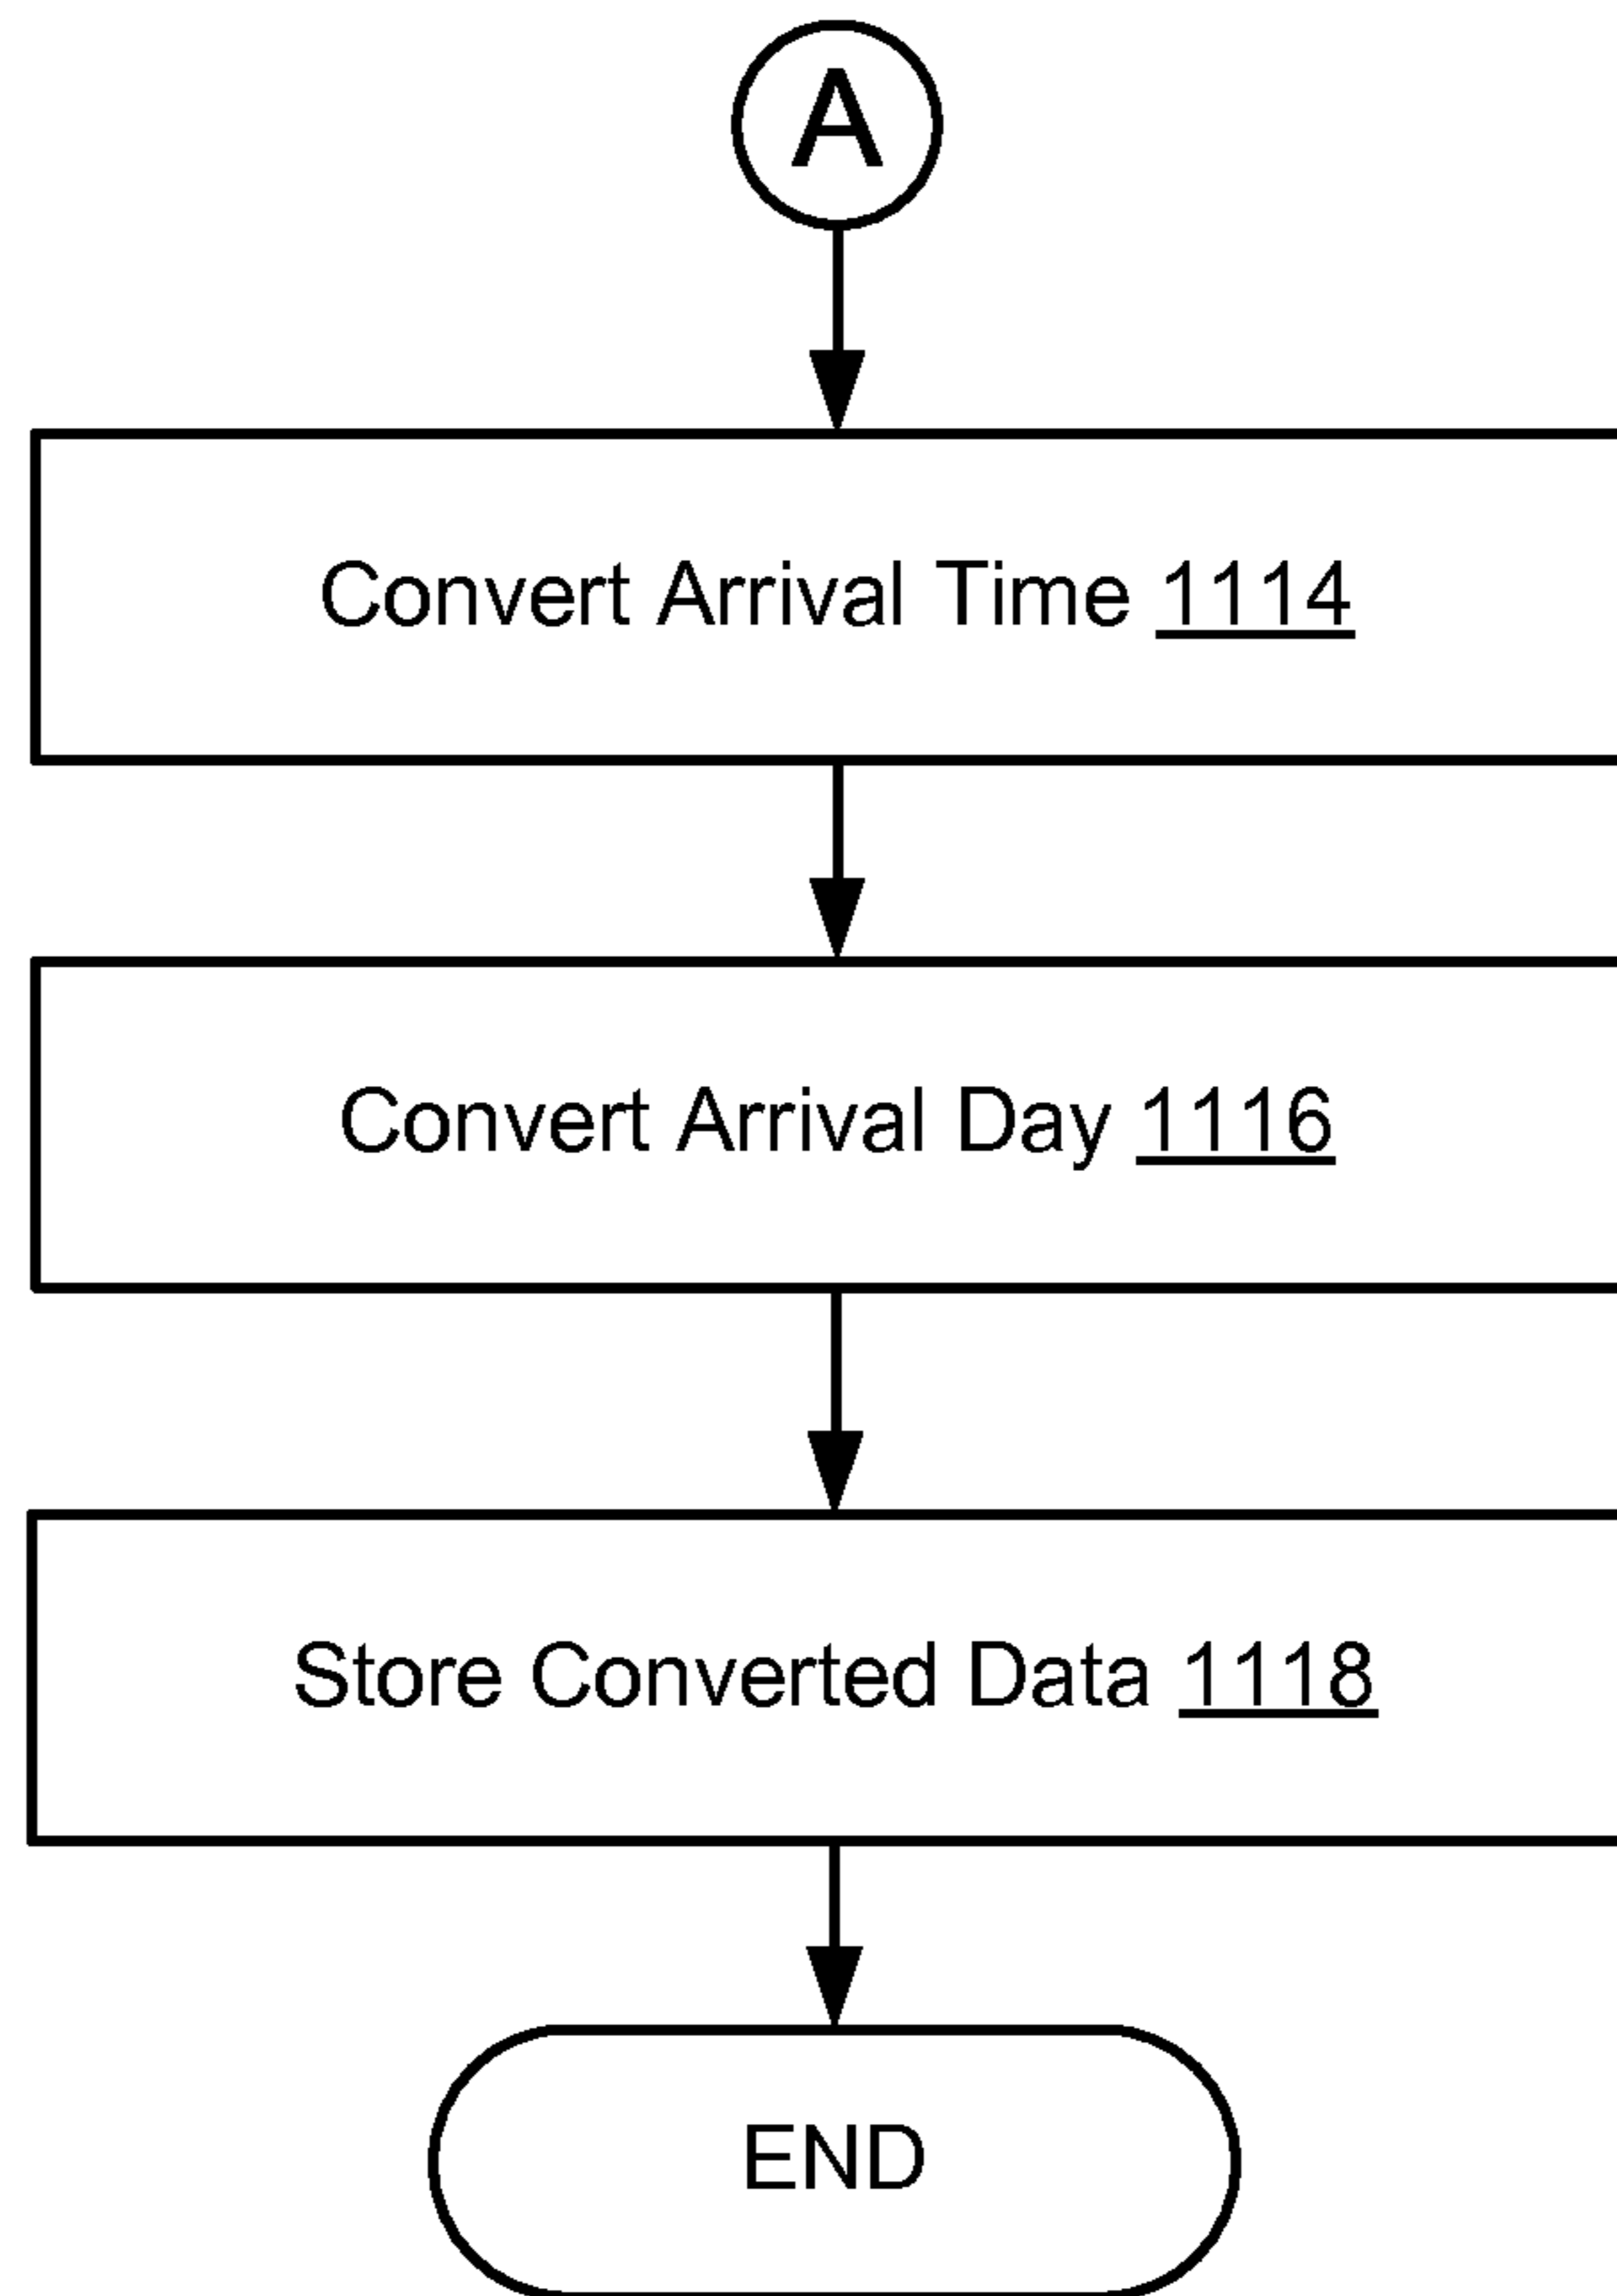 A
Convert Arrival Time 1114
Convert Arrival Day 1116
Store Converted Data 1118
END